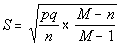 S = √(pq/n × (M − n)/(M − 1))